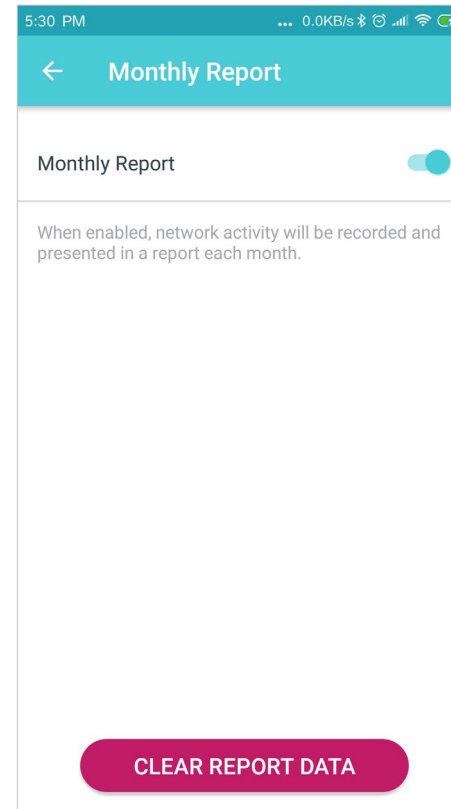 5:30 PM ... 0.0KB/s
Monthly Report
Monthly Report
When enabled, network activity will be recorded and
presented in a report each month.
CLEAR REPORT DATA